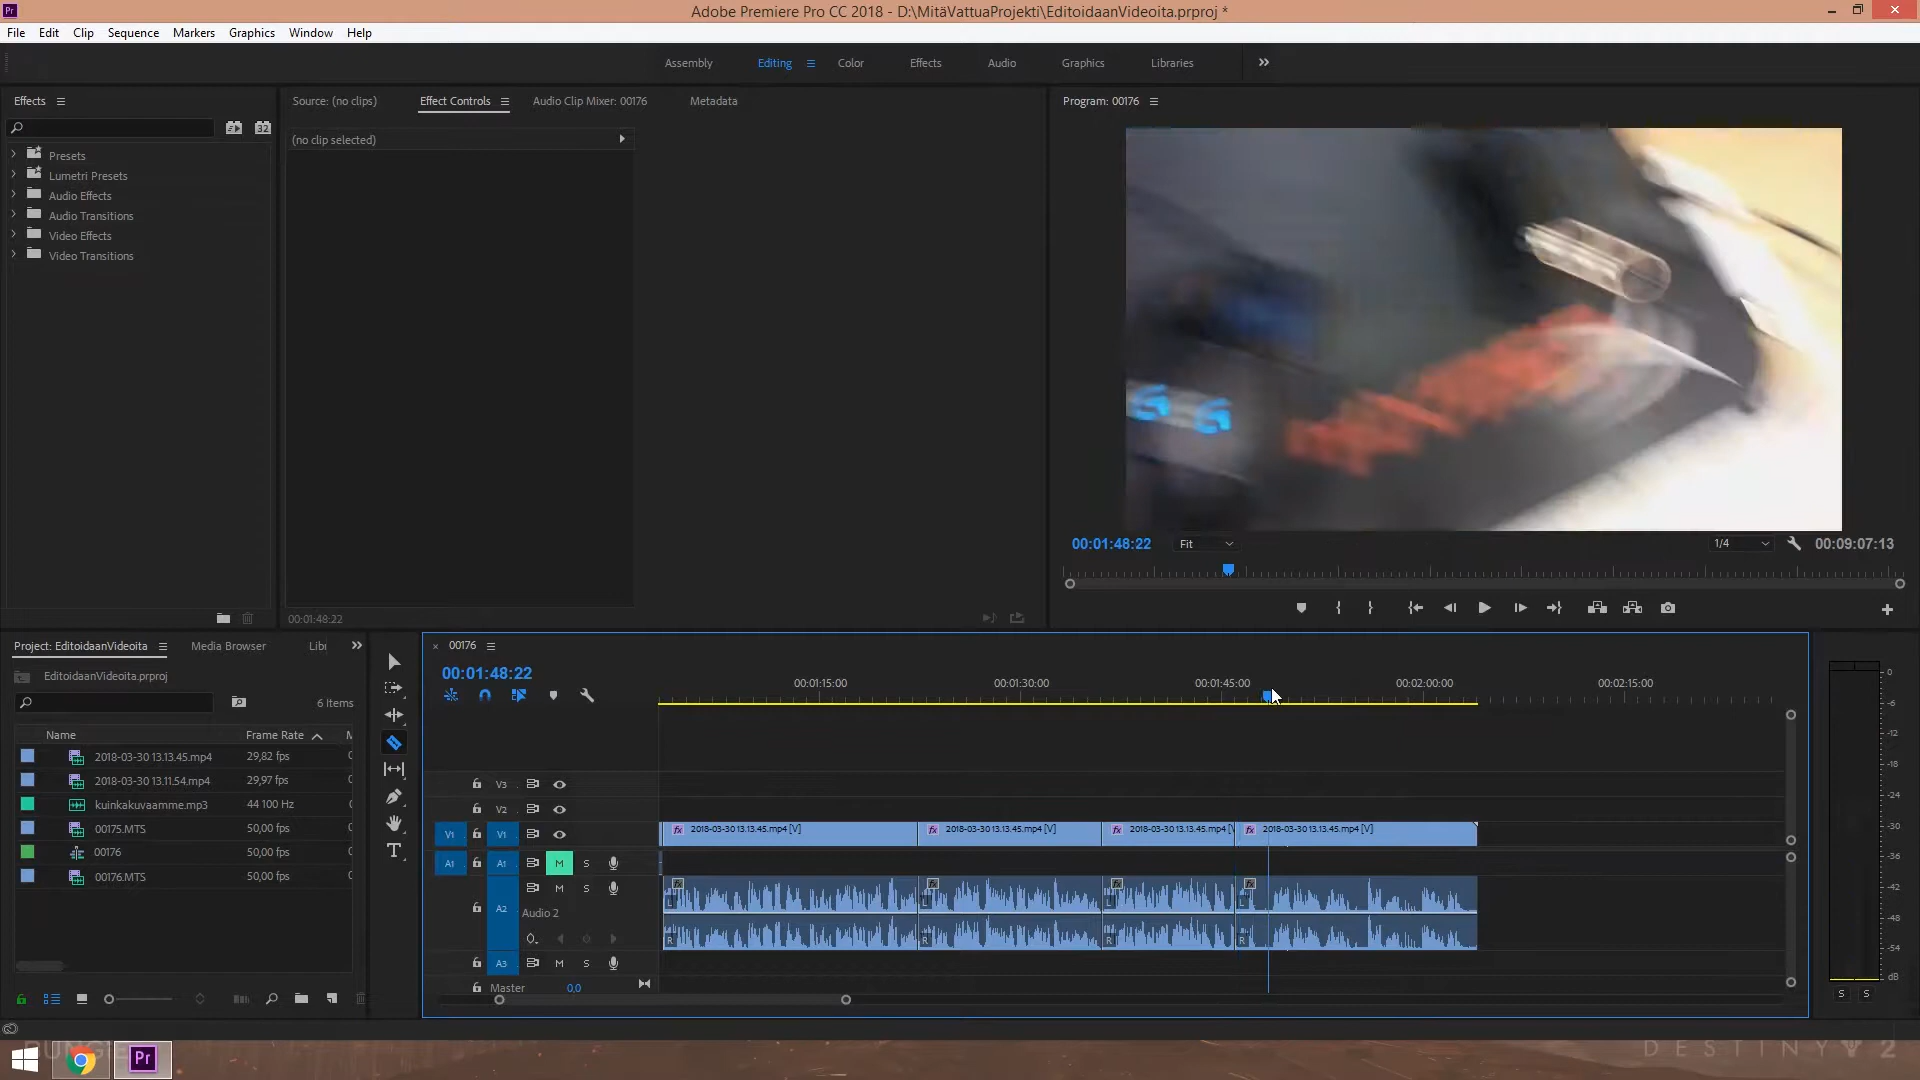 Adobe Premiere Pro CC 2018 - D:\MitäVattuaProjekti\EditoidaanVideoita.prproj *
File Edit Clip Sequence Markers Graphics Window Help
Assembly Editing Color Effects Audio Graphics Libraries
Effects
Source: (no clips) Effect Controls Audio Clip Mixer: 00176 Metadata
Program: 00176
(no clip selected)
Presets
Lumetri Presets
Audio Effects
Audio Transitions
Video Effects
Video Transitions
00:01:48:22 Fit 1/4 00:09:07:13
00:01:48:22
Project: EditoidaanVideoita Media Browser Libr
EditoidaanVideoita.prproj
6 Items
Name Frame Rate
2018-03-30 13.13.45.mp4 29,82 fps
2018-03-30 13.11.54.mp4 29,97 fps
kuinkakuvaamme.mp3 44 100 Hz
00175.MTS 50,00 fps
00176 50,00 fps
00176.MTS 50,00 fps
00176
00:01:48:22
00:01:15:00 00:01:30:00 00:01:45:00 00:02:00:00 00:02:15:00
V3
V2
V1 V1 fx 2018-03-30 13.13.45.mp4 [V] fx 2018-03-30 13.13.45.mp4 [V] fx 2018-03-30 13.13.45.mp4 [V fx 2018-03-30 13.13.45.mp4 [V]
A1 A1 M S
M S
A2 Audio 2
L L L L
R R R R
A3 M S
Master 0,0
0
-6
-12
-18
-24
-30
-36
-42
-48
-54
dB
S S
Pr
BUNGIE
DESTINY 2